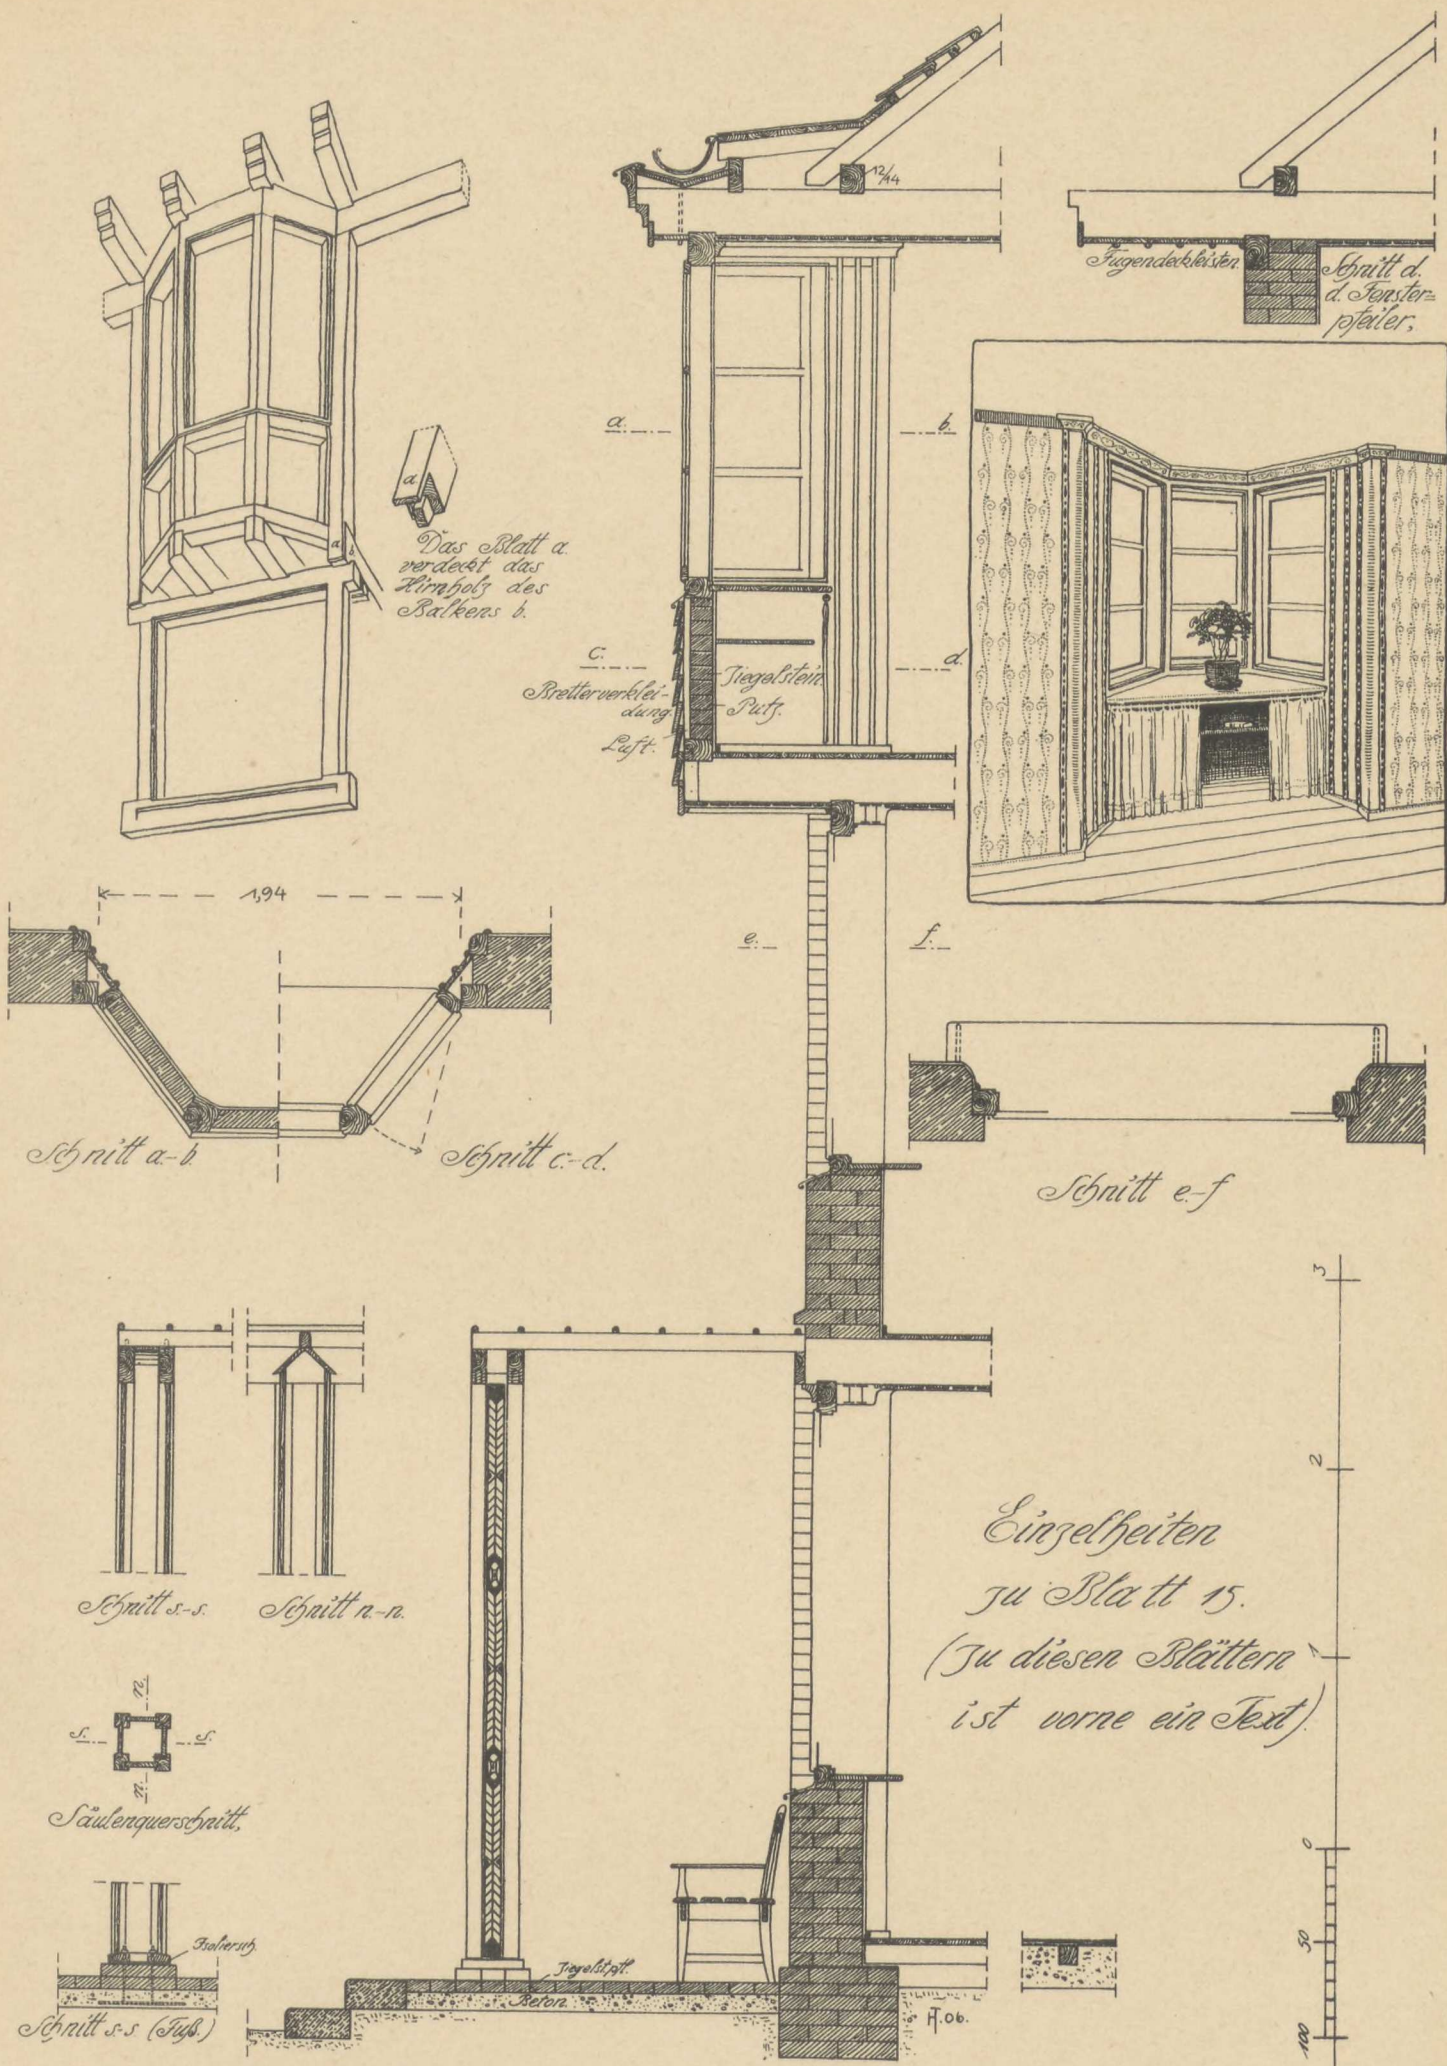 12/14
Fugendeckleisten.
Schnitt d.
d. Fenster=
pfeiler,
a.
b.
a.
a.
b.
Das Blatt a.
verdeckt das
Hirnholz des
Balkens b.
c.
d.
Bretterverklei-
dung.
Luft.
Ziegelstein
Putz.
1,94
e.
f.
Schnitt a-b.
Schnitt c.-d.
Schnitt e-f
Schnitt s.-s.
Schnitt n.-n.
n.
s.
s.
n.
Säulenquerschnitt,
Isoliersch.
Schnitt s-s (Fuß.)
Ziegelst.pfl.
Beton.
Einzelheiten
zu Blatt 15.
(Zu diesen Blättern
ist vorne ein Text).
3
2
1
0
50
100
06.